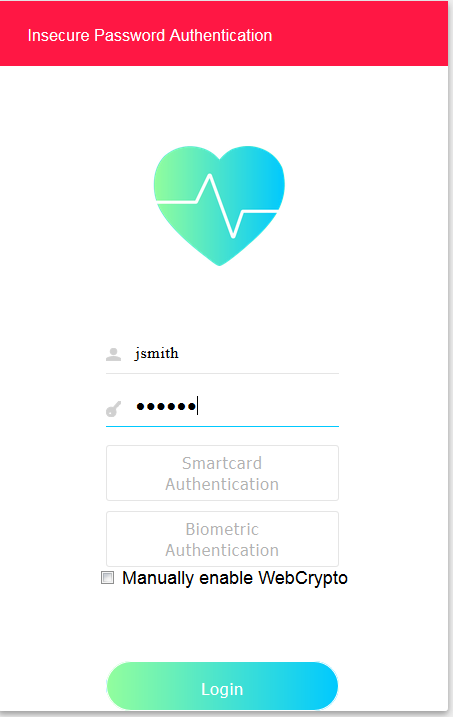 Insecure Password Authentication
jsmith
●●●●●●
Smartcard
Authentication
Biometric
Authentication
Manually enable WebCrypto
Login